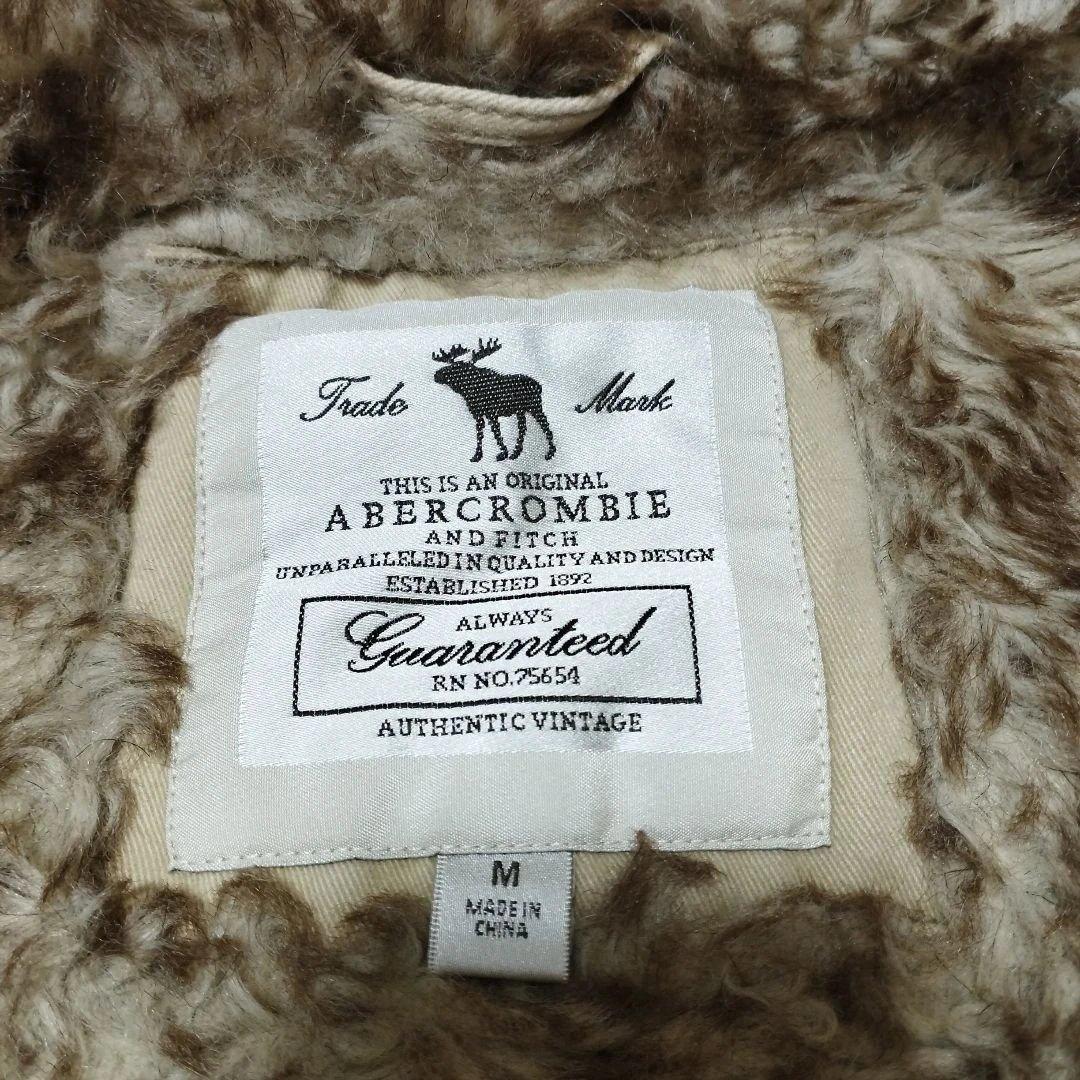 Trade Mark
THIS IS AN ORIGINAL
ABERCROMBIE
AND FITCH
UNPARALLELED IN QUALITY AND DESIGN
ESTABLISHED 1892
ALWAYS
Guaranteed
RN NO.75654
AUTHENTIC VINTAGE
M
MADE IN
CHINA